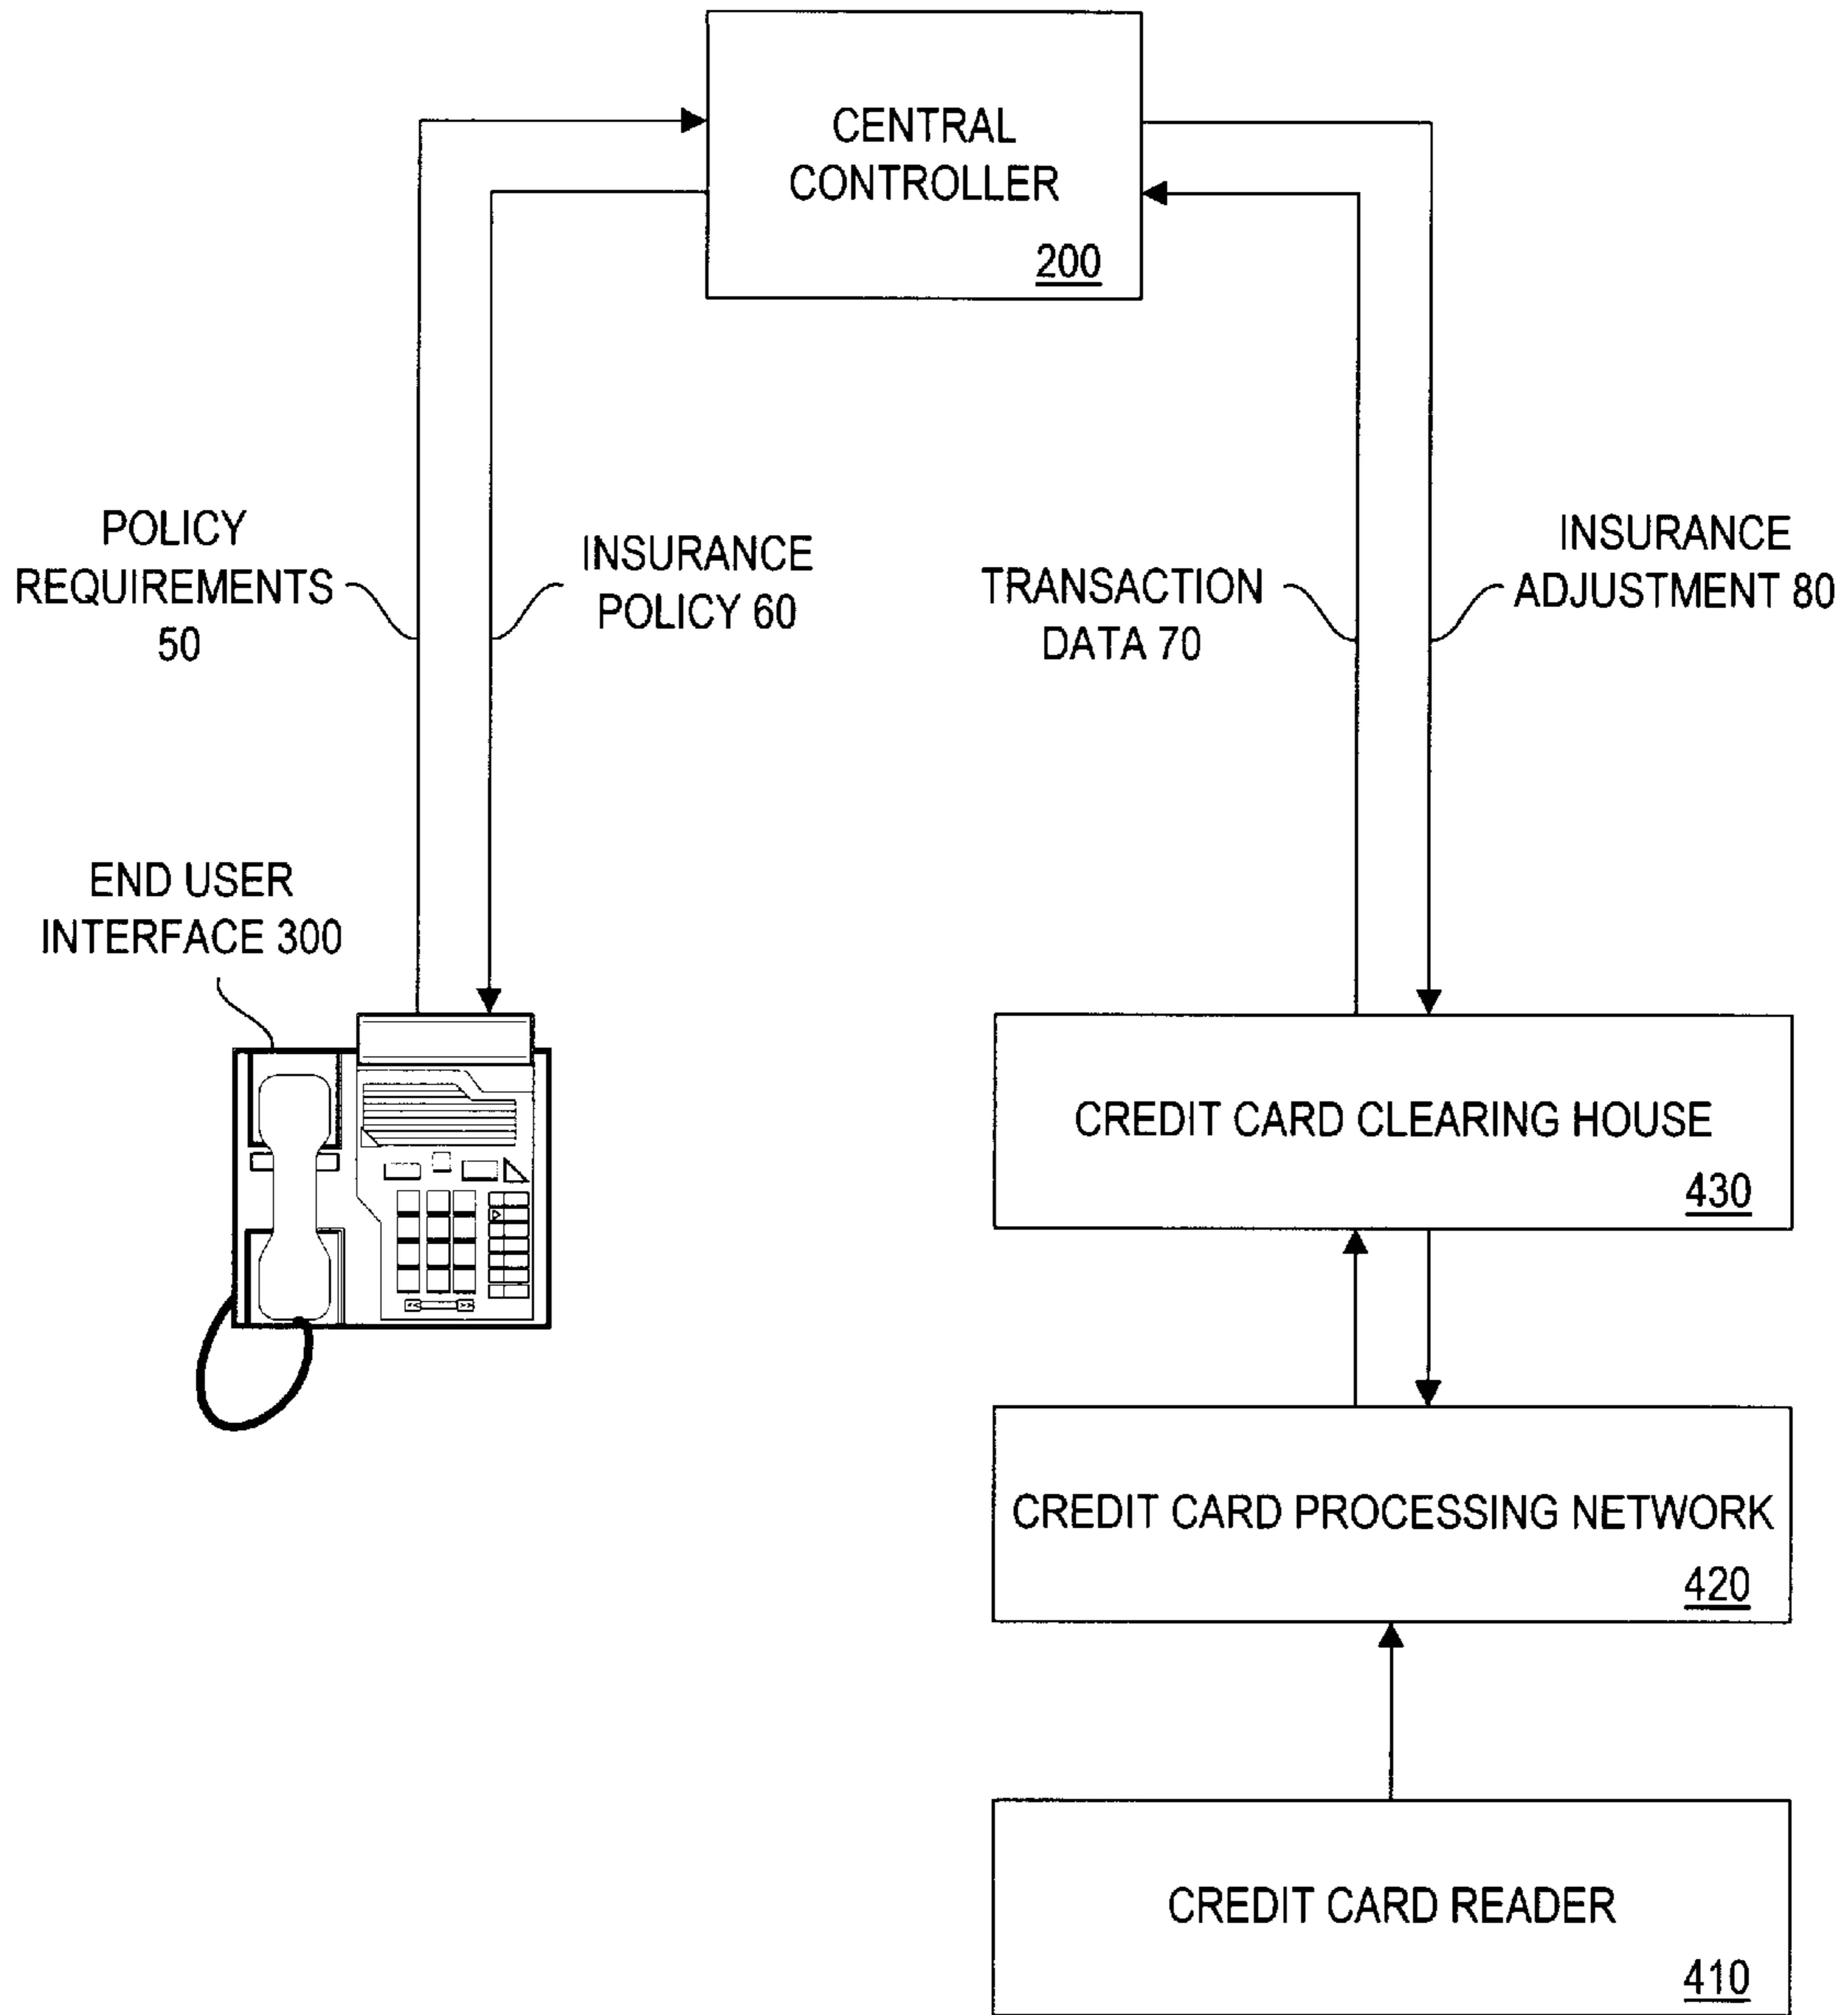 CENTRAL
CONTROLLER
200
POLICY
REQUIREMENTS
50
INSURANCE
POLICY 60
TRANSACTION
DATA 70
INSURANCE
ADJUSTMENT 80
END USER
INTERFACE 300
CREDIT CARD CLEARING HOUSE
430
CREDIT CARD PROCESSING NETWORK
420
CREDIT CARD READER
410